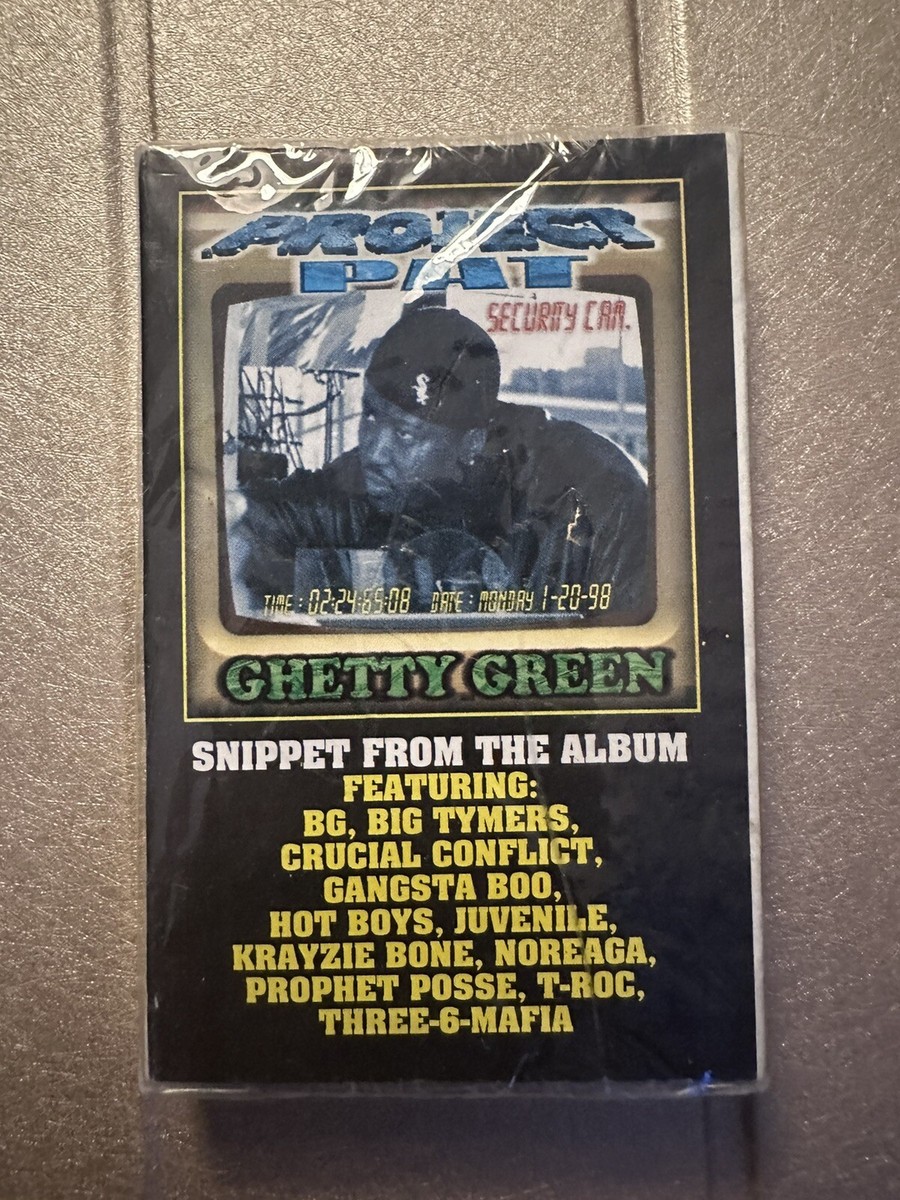 PROJECT
PAT
SECURITY CAM.
TIME : 02:24:65:08 DATE : MONDAY 1-20-98
GHETTY GREEN
SNIPPET FROM THE ALBUM
FEATURING:
BG, BIG TYMERS,
CRUCIAL CONFLICT,
GANGSTA BOO,
HOT BOYS, JUVENILE,
KRAYZIE BONE, NOREAGA,
PROPHET POSSE, T-ROC,
THREE-6-MAFIA